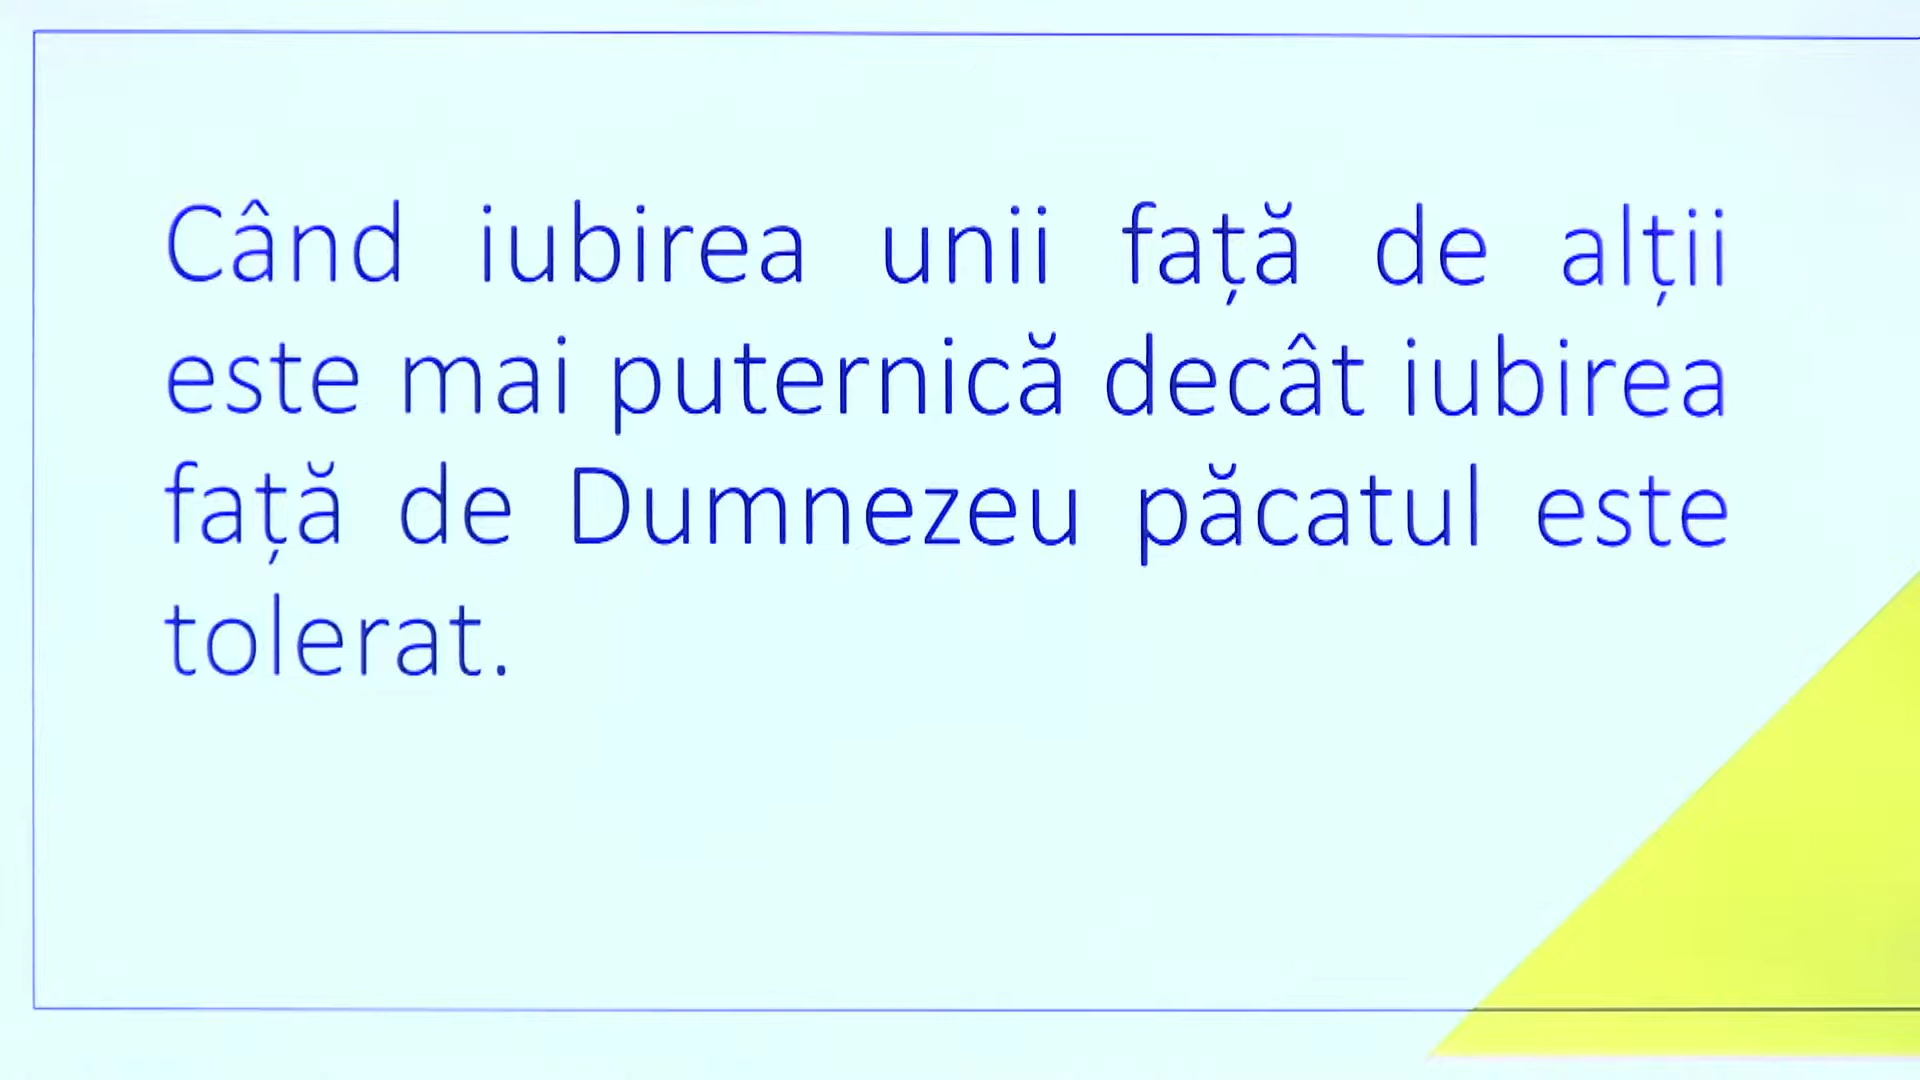 Când iubirea unii față de alții
este mai puternică decât iubirea
față de Dumnezeu păcatul este
tolerat.